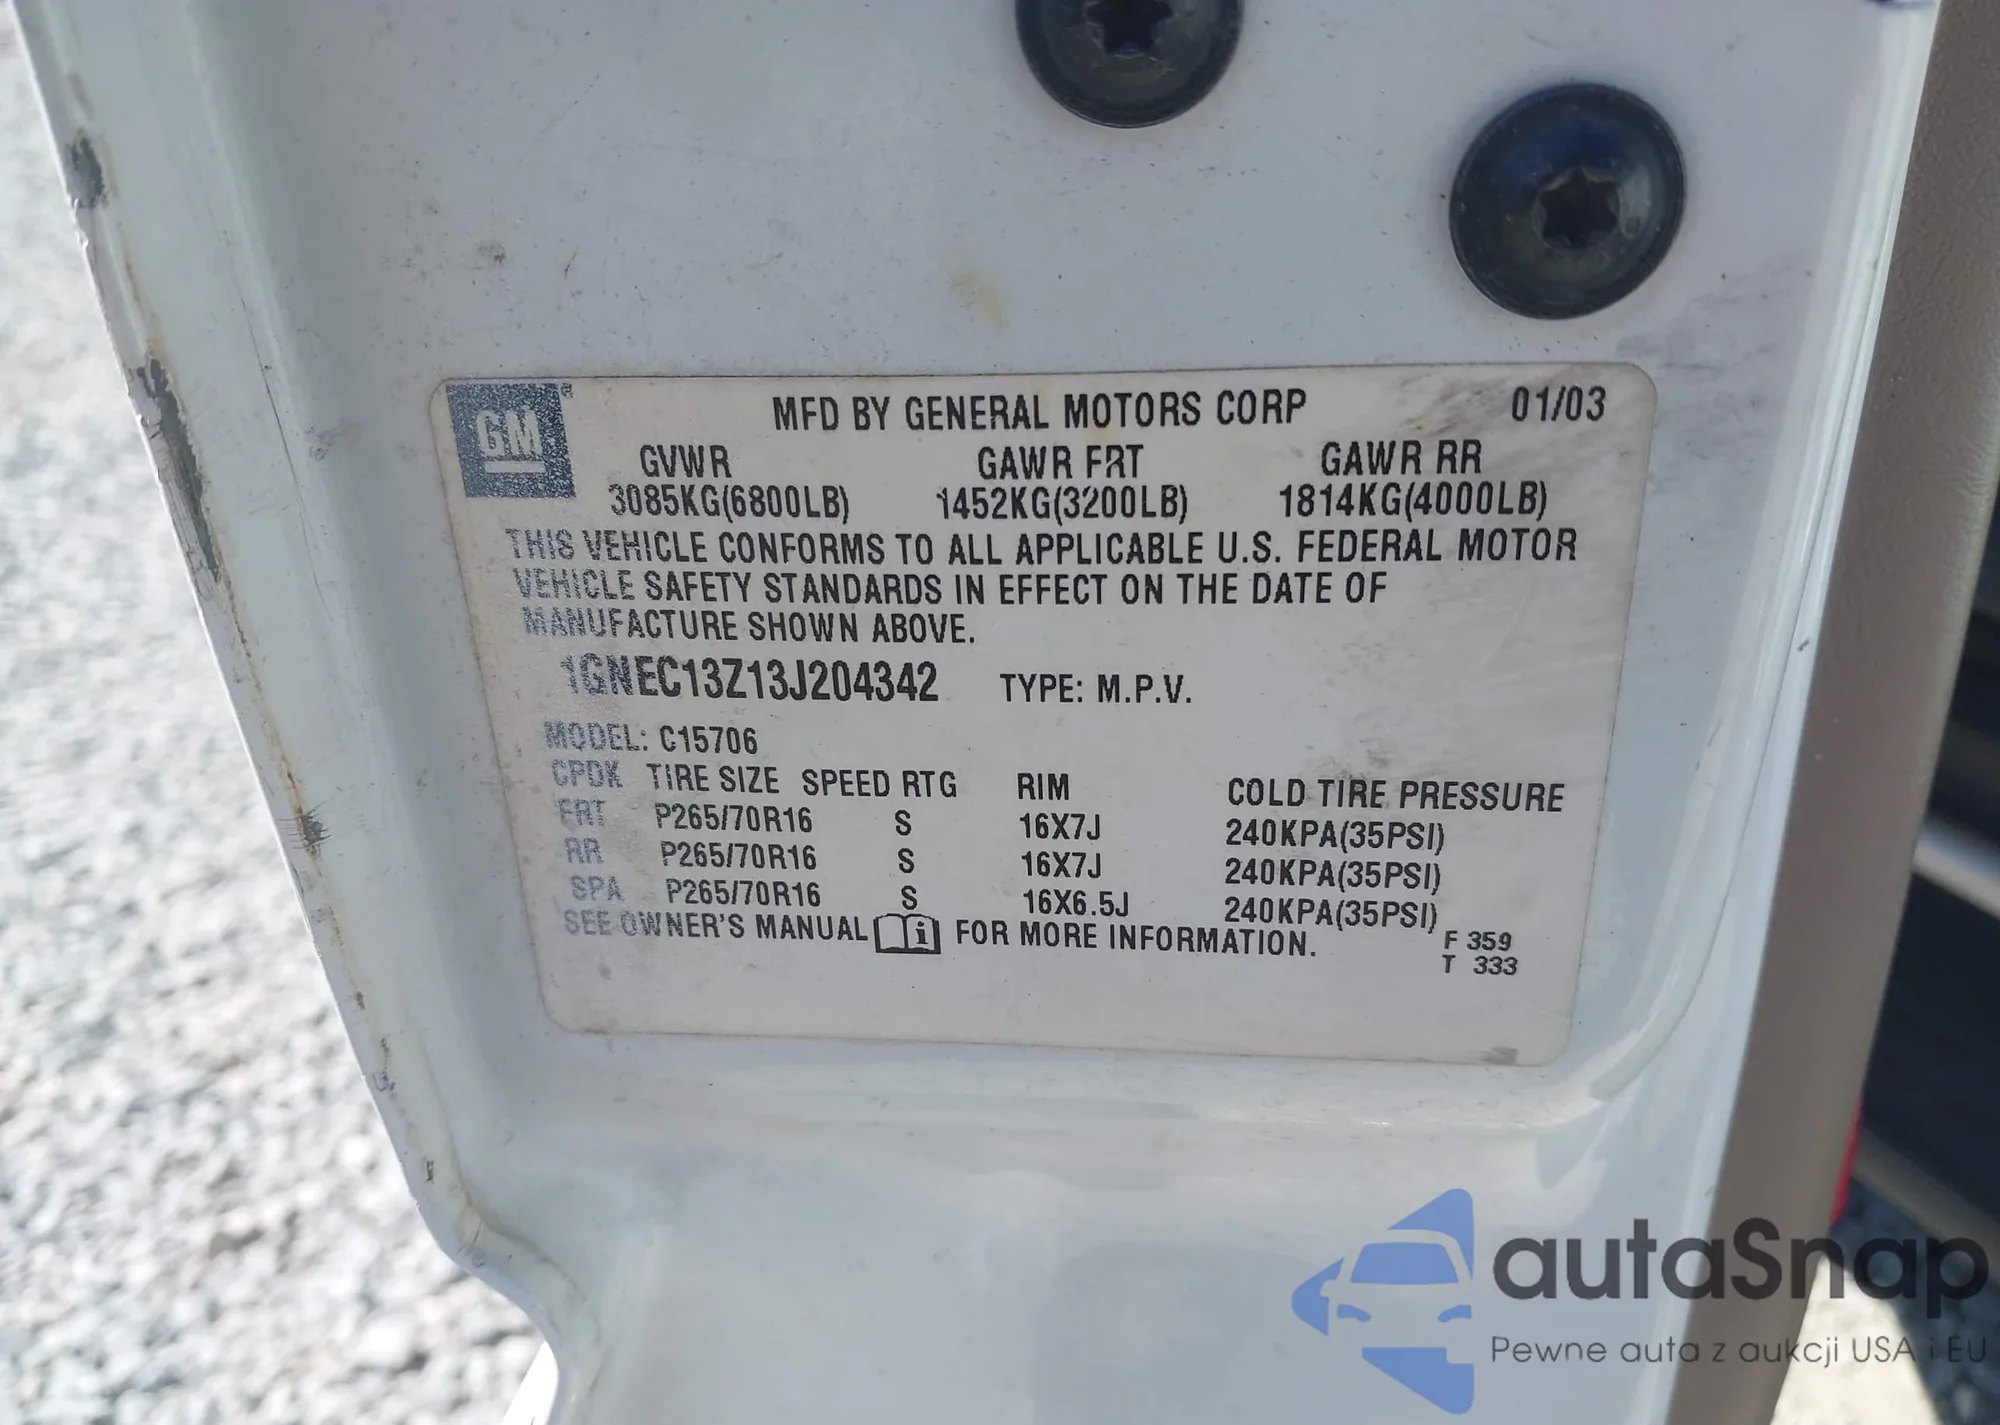 GM
MFD BY GENERAL MOTORS CORP 01/03
GVWR GAWR FRT GAWR RR
3085KG(6800LB) 1452KG(3200LB) 1814KG(4000LB)
THIS VEHICLE CONFORMS TO ALL APPLICABLE U.S. FEDERAL MOTOR
VEHICLE SAFETY STANDARDS IN EFFECT ON THE DATE OF
MANUFACTURE SHOWN ABOVE.
1GNEC13Z13J204342 TYPE: M.P.V.
MODEL: C15706
CPDK TIRE SIZE SPEED RTG RIM COLD TIRE PRESSURE
FRT P265/70R16 S 16X7J 240KPA(35PSI)
RR P265/70R16 S 16X7J 240KPA(35PSI)
SPA P265/70R16 S 16X6.5J 240KPA(35PSI)
SEE OWNER'S MANUAL i FOR MORE INFORMATION.
F 359
T 333
autaSnap
Pewne auta z aukcji USA i EU